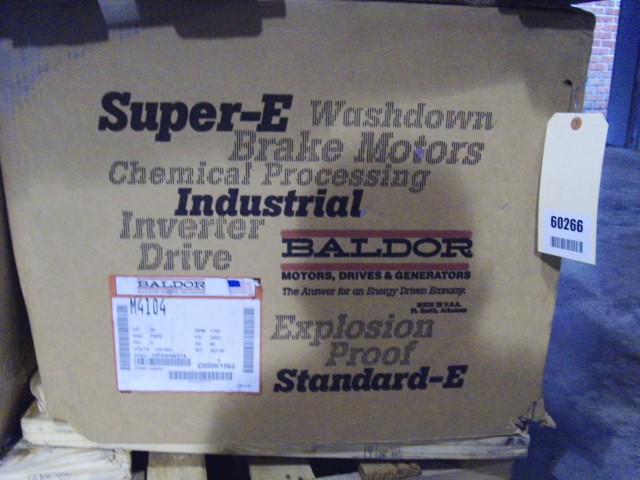 Super-E Washdown
Brake Motors
Chemical Processing
Industrial
Inverter
Drive
BALDOR
MOTORS, DRIVES & GENERATORS
The Answer for an Energy Driven Economy.
MADE IN U.S.A.
Ft. Smith, Arkansas
Explosion
Proof
Standard-E
60266
BALDOR
M4104